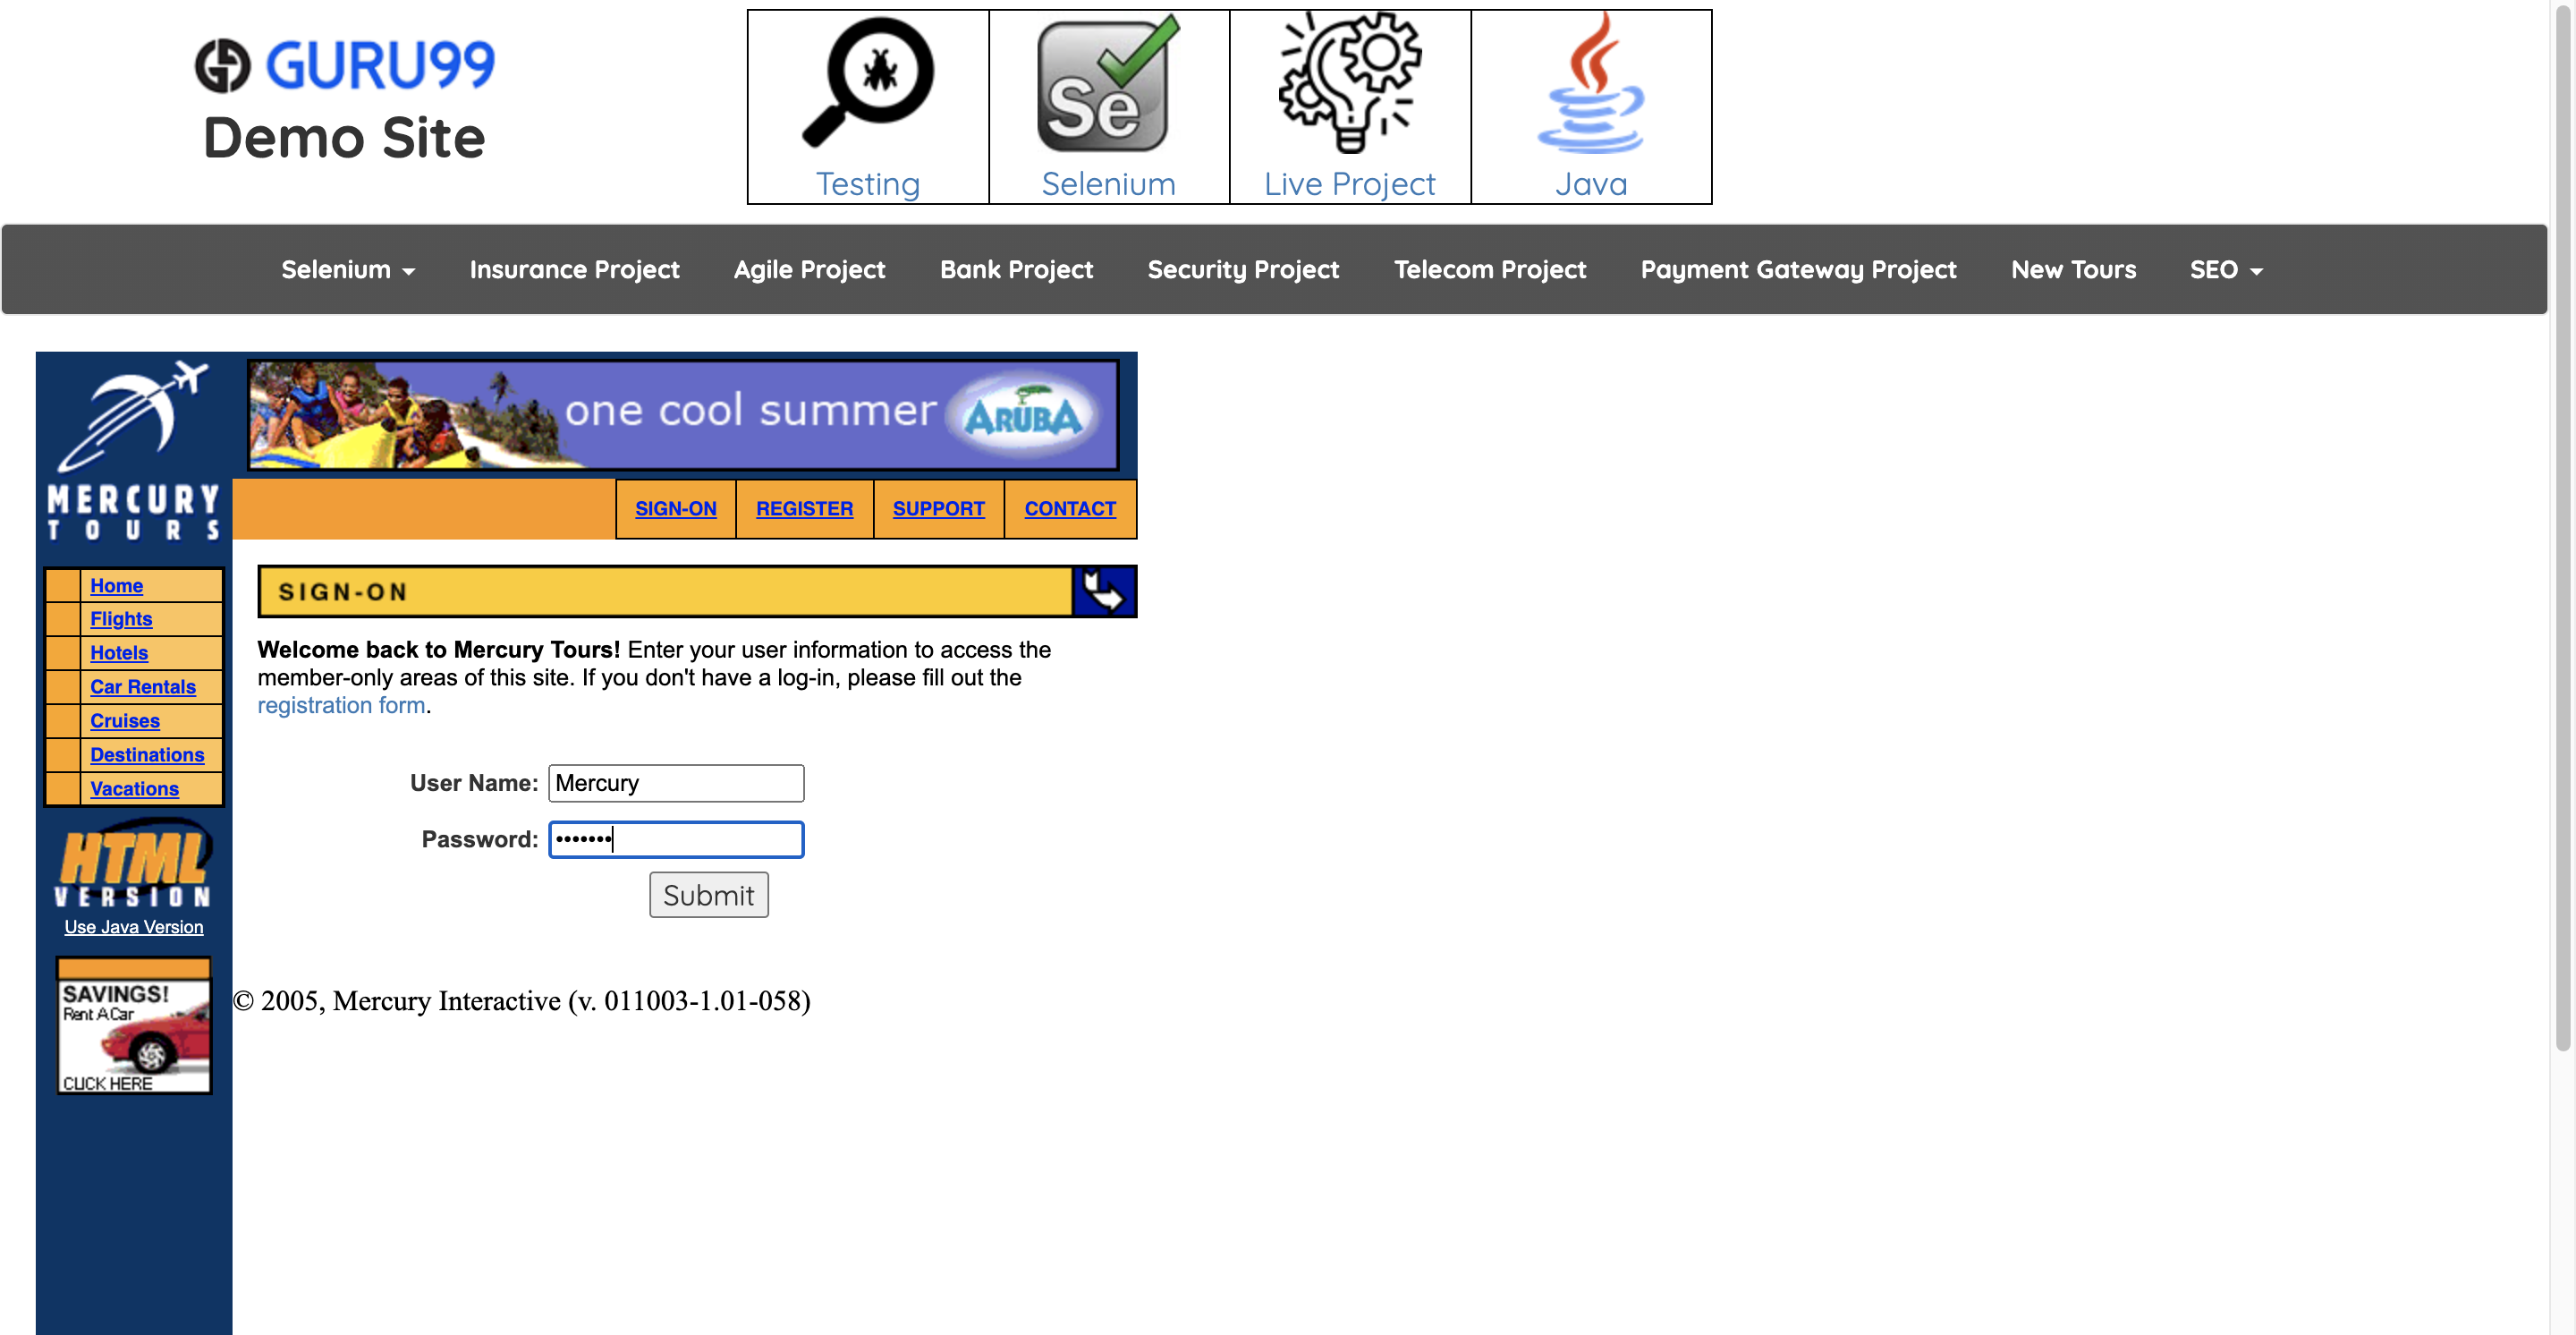 GURU99
Demo Site
Testing
Se
Selenium
Live Project
Java
Selenium
Insurance Project
Agile Project
Bank Project
Security Project
Telecom Project
Payment Gateway Project
New Tours
SEO
one cool summer ARUBA
MERCURY
TOURS
SIGN-ON
REGISTER
SUPPORT
CONTACT
Home
Flights
Hotels
Car Rentals
Cruises
Destinations
Vacations
HTML
VERSION
Use Java Version
SAVINGS!
Rent A Car
CLICK HERE
SIGN-ON
Welcome back to Mercury Tours! Enter your user information to access the
member-only areas of this site. If you don't have a log-in, please fill out the
registration form.
User Name: Mercury
Password: •••••••
Submit
© 2005, Mercury Interactive (v. 011003-1.01-058)